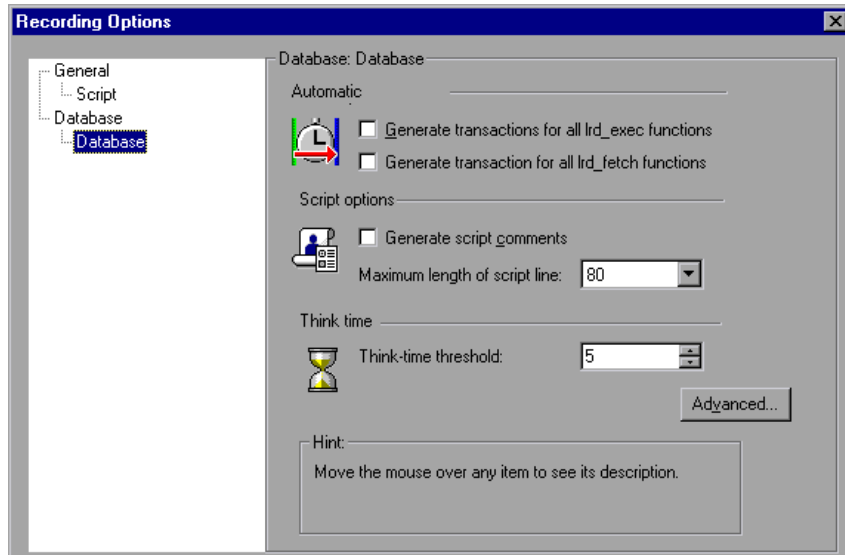 Recording Options
General
Script
Database
Database
Database: Database
Automatic
Generate transactions for all lrd_exec functions
Generate transaction for all lrd_fetch functions
Script options
Generate script comments
Maximum length of script line: 80
Think time
Think-time threshold: 5
Advanced...
Hint:
Move the mouse over any item to see its description.